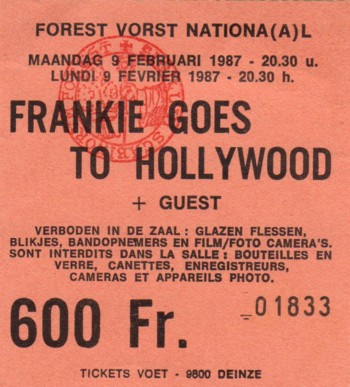 FOREST VORST NATIONA(A)L
MAANDAG 9 FEBRUARI 1987 - 20.30 u.
LUNDI 9 FEVRIER 1987 - 20.30 h.
FRANKIE GOES
TO HOLLYWOOD
+ GUEST
VERBODEN IN DE ZAAL : GLAZEN FLESSEN,
BLIKJES, BANDOPNEMERS EN FILM/FOTO CAMERA'S.
SONT INTERDITS DANS LA SALLE : BOUTEILLES EN
VERRE, CANETTES, ENREGISTREURS,
CAMERAS ET APPAREILS PHOTO.
600 Fr.
01833
TICKETS VOET - 9800 DEINZE